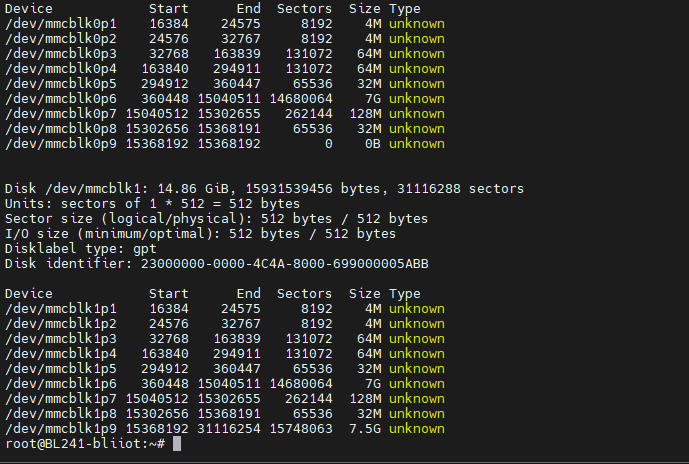 Device Start End Sectors Size Type
/dev/mmcblk0p1 16384 24575 8192 4M unknown
/dev/mmcblk0p2 24576 32767 8192 4M unknown
/dev/mmcblk0p3 32768 163839 131072 64M unknown
/dev/mmcblk0p4 163840 294911 131072 64M unknown
/dev/mmcblk0p5 294912 360447 65536 32M unknown
/dev/mmcblk0p6 360448 15040511 14680064 7G unknown
/dev/mmcblk0p7 15040512 15302655 262144 128M unknown
/dev/mmcblk0p8 15302656 15368191 65536 32M unknown
/dev/mmcblk0p9 15368192 15368192 0 0B unknown
Disk /dev/mmcblk1: 14.86 GiB, 15931539456 bytes, 31116288 sectors
Units: sectors of 1 * 512 = 512 bytes
Sector size (logical/physical): 512 bytes / 512 bytes
I/O size (minimum/optimal): 512 bytes / 512 bytes
Disklabel type: gpt
Disk identifier: 23000000-0000-4C4A-8000-699000005ABB
Device Start End Sectors Size Type
/dev/mmcblk1p1 16384 24575 8192 4M unknown
/dev/mmcblk1p2 24576 32767 8192 4M unknown
/dev/mmcblk1p3 32768 163839 131072 64M unknown
/dev/mmcblk1p4 163840 294911 131072 64M unknown
/dev/mmcblk1p5 294912 360447 65536 32M unknown
/dev/mmcblk1p6 360448 15040511 14680064 7G unknown
/dev/mmcblk1p7 15040512 15302655 262144 128M unknown
/dev/mmcblk1p8 15302656 15368191 65536 32M unknown
/dev/mmcblk1p9 15368192 31116254 15748063 7.5G unknown
root@BL241-bliiot:~#